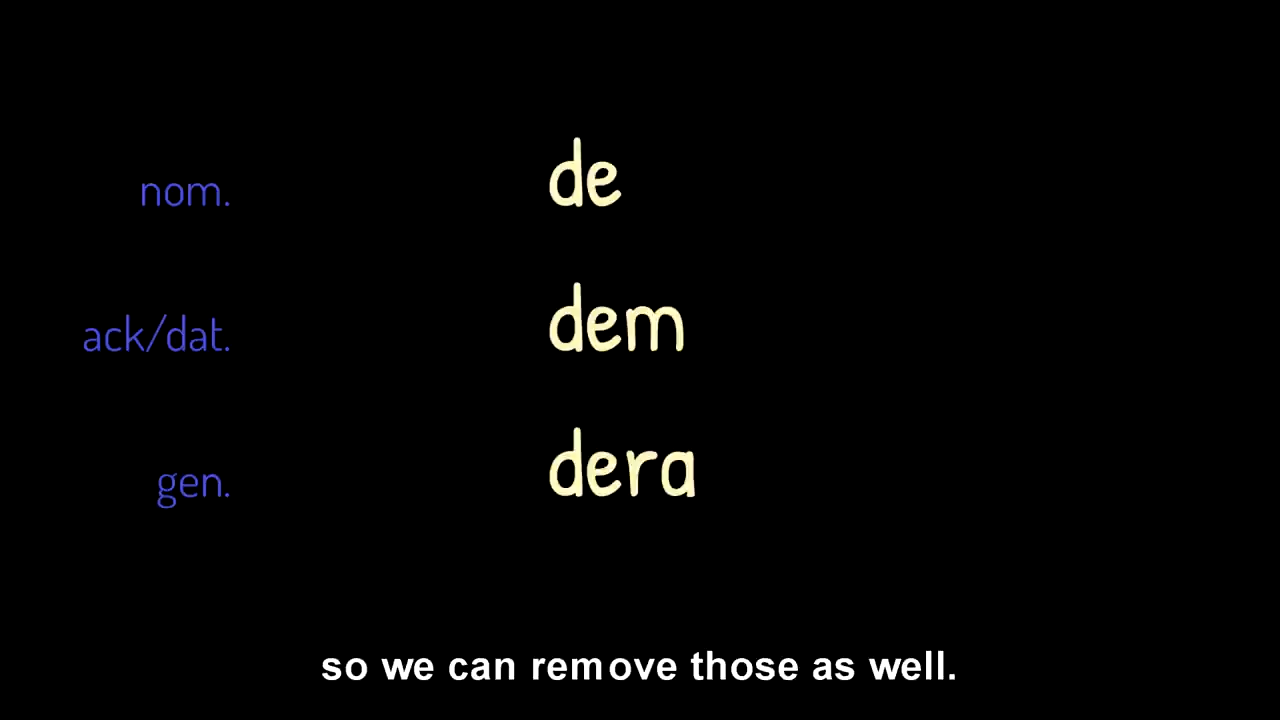 nom. de
ack/dat. dem
gen. dera
so we can remove those as well.